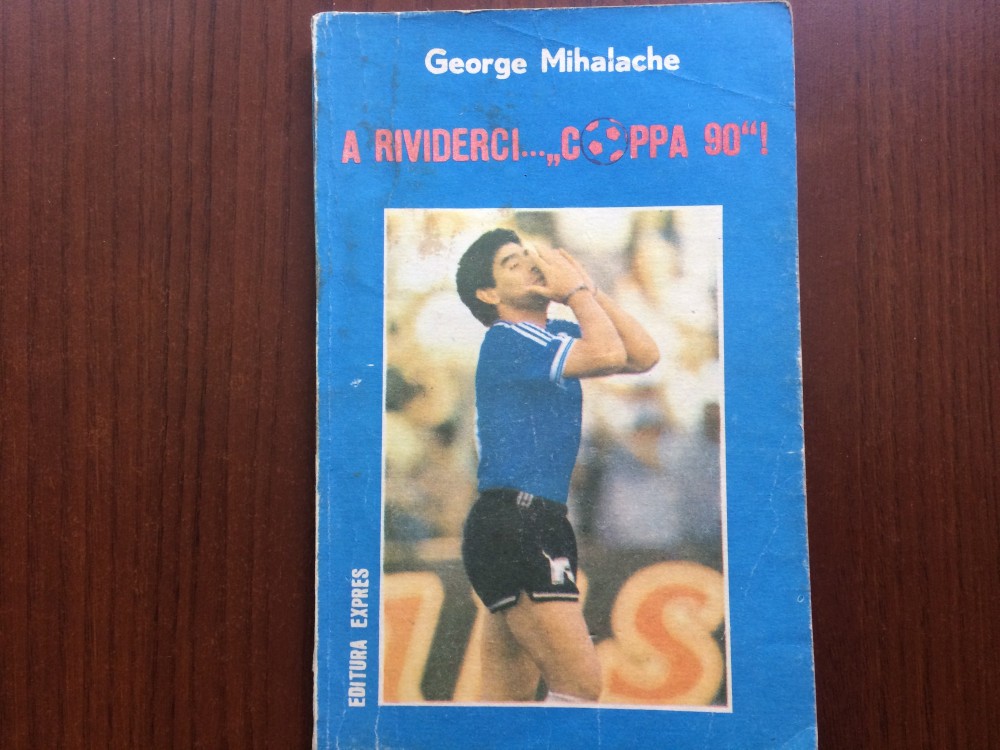 George Mihalache
A RIVIDERCI... „COPPA 90“!
EDITURA EXPRES